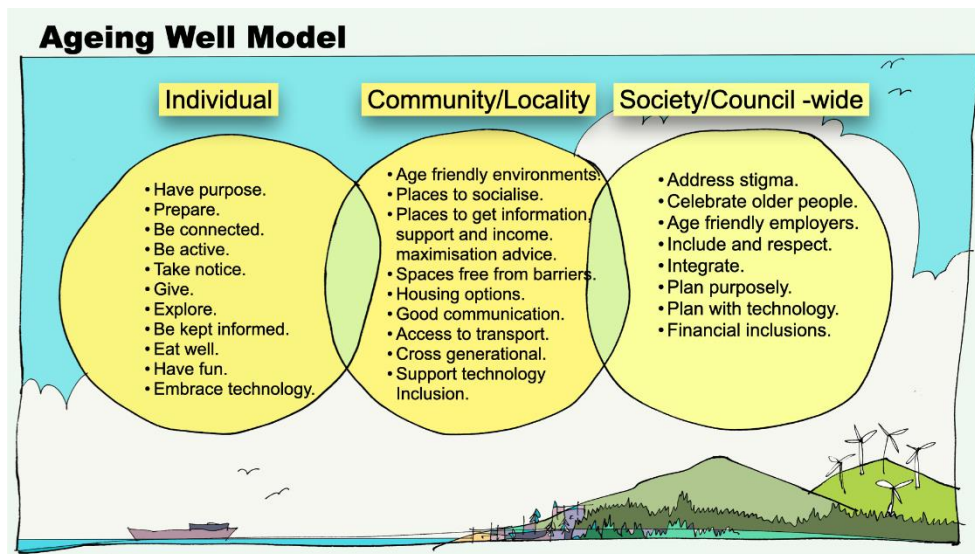 Ageing Well Model
Individual
• Have purpose.
• Prepare.
• Be connected.
• Be active.
• Take notice.
• Give.
• Explore.
• Be kept informed.
• Eat well.
• Have fun.
• Embrace technology.
Community/Locality
• Age friendly environments.
• Places to socialise.
• Places to get information,
support and income.
maximisation advice.
• Spaces free from barriers.
• Housing options.
• Good communication.
• Access to transport.
• Cross generational.
• Support technology
Inclusion.
Society/Council -wide
• Address stigma.
• Celebrate older people.
• Age friendly employers.
• Include and respect.
• Integrate.
• Plan purposely.
• Plan with technology.
• Financial inclusions.